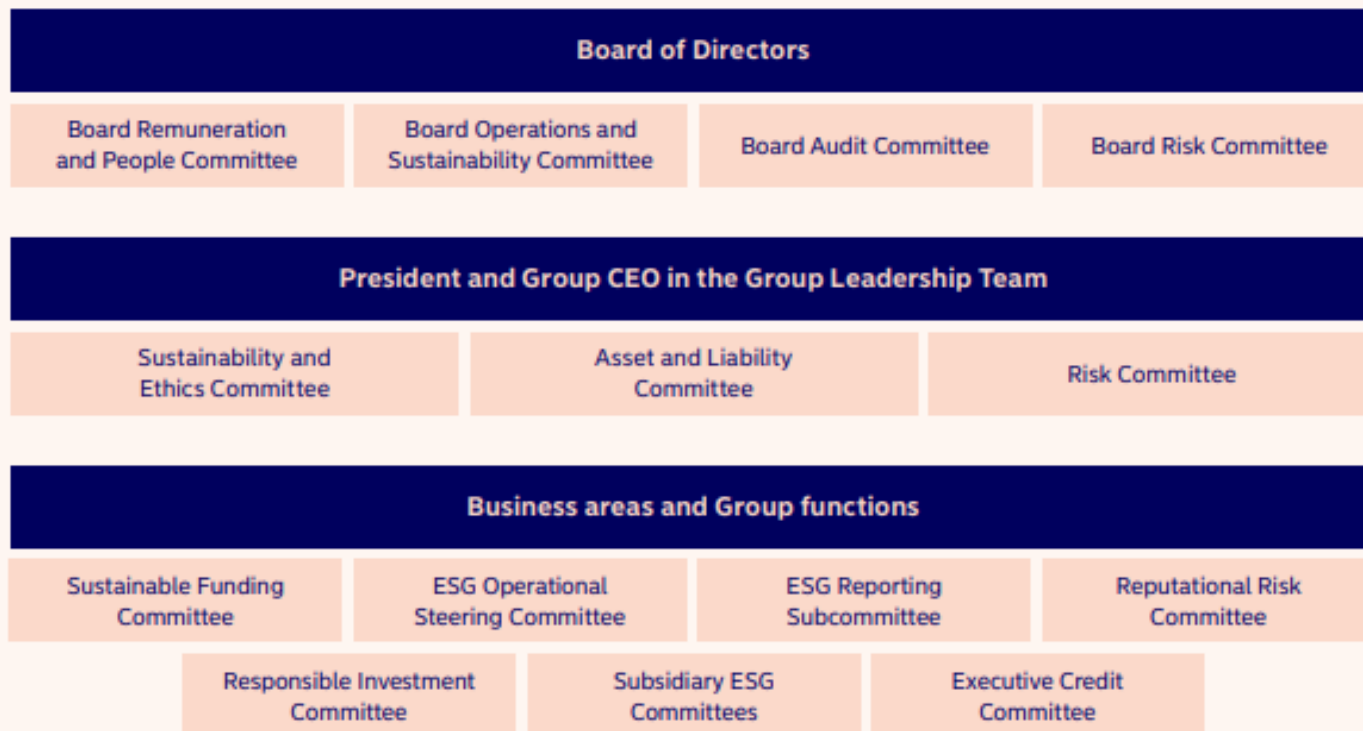 Board of Directors
Board Remuneration
and People Committee
Board Operations and
Sustainability Committee
Board Audit Committee
Board Risk Committee
President and Group CEO in the Group Leadership Team
Sustainability and
Ethics Committee
Asset and Liability
Committee
Risk Committee
Business areas and Group functions
Sustainable Funding
Committee
ESG Operational
Steering Committee
ESG Reporting
Subcommittee
Reputational Risk
Committee
Responsible Investment
Committee
Subsidiary ESG
Committees
Executive Credit
Committee